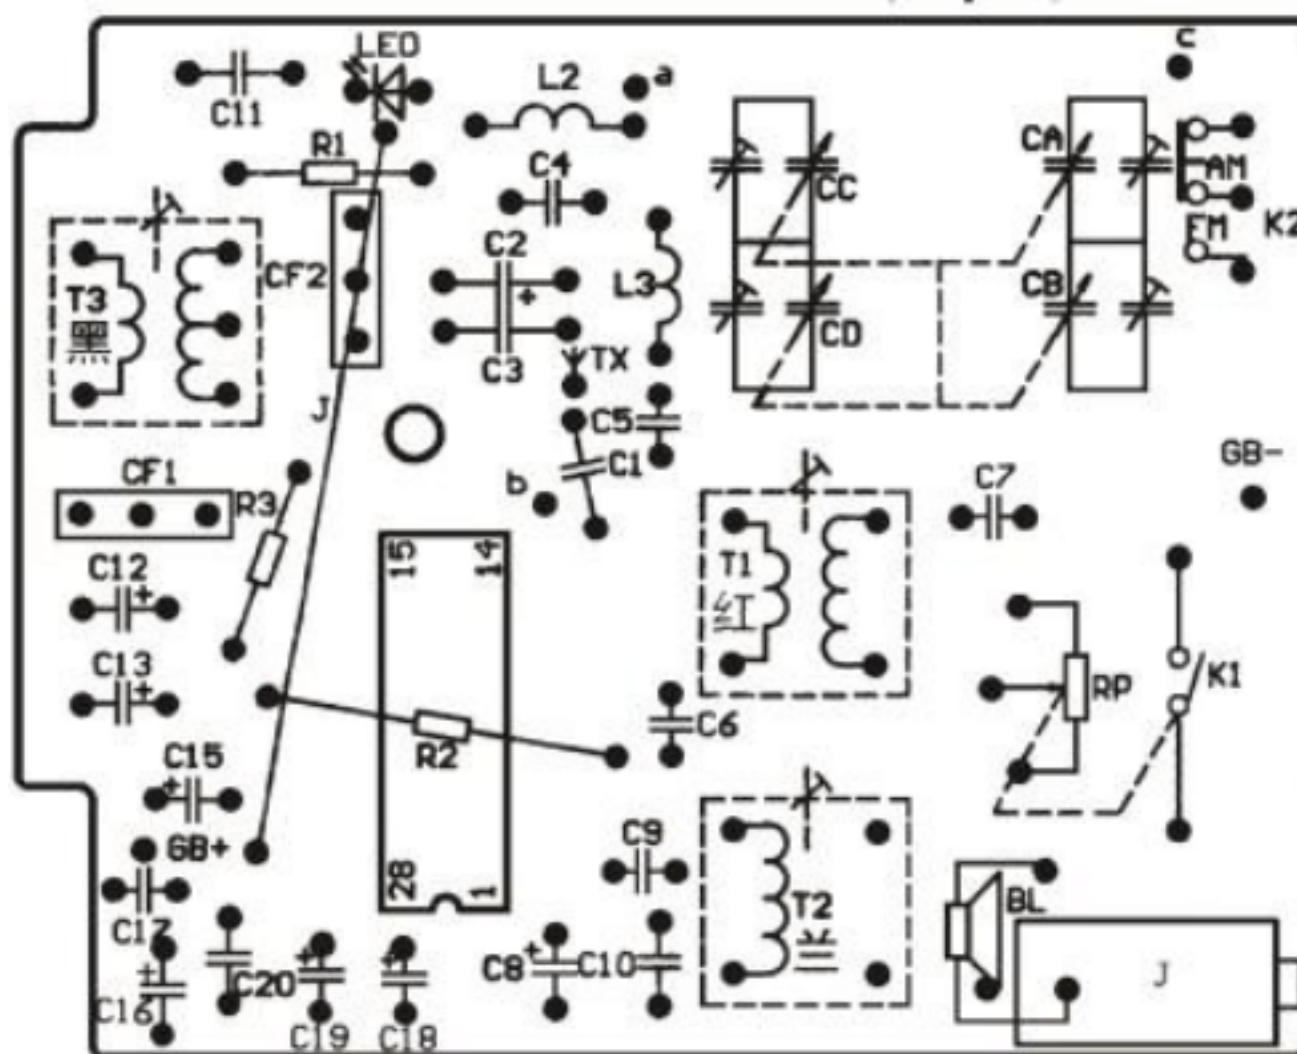 LED
C11
L2
a
c
R1
C4
CC
CA
AM
FM
K2
T3
黑
CF2
C2
+
C3
L3
CD
CB
TX
J
C5
C1
b
CF1
R3
C7
GB-
15
14
T1
红
C12
+
C13
+
R2
C6
RP
K1
C15
+
GB+
C9
28
1
T2
兰
BL
C17
C16
+
C20
+
C19
+
C18
C8
+
C10
J